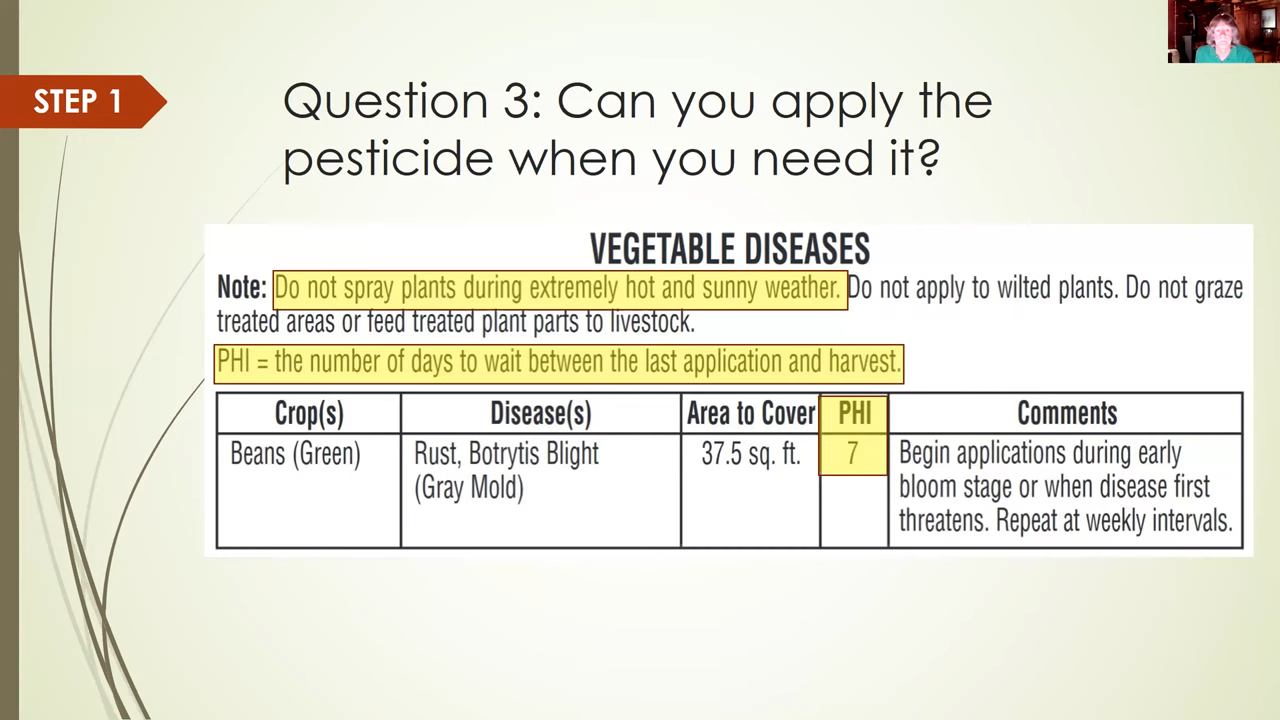 STEP 1
Question 3: Can you apply the
pesticide when you need it?
VEGETABLE DISEASES
Note: Do not spray plants during extremely hot and sunny weather. Do not apply to wilted plants. Do not graze
treated areas or feed treated plant parts to livestock.
PHI = the number of days to wait between the last application and harvest.
Crop(s) Disease(s) Area to Cover PHI Comments
Beans (Green) Rust, Botrytis Blight 37.5 sq. ft. 7 Begin applications during early
(Gray Mold) bloom stage or when disease first
threatens. Repeat at weekly intervals.